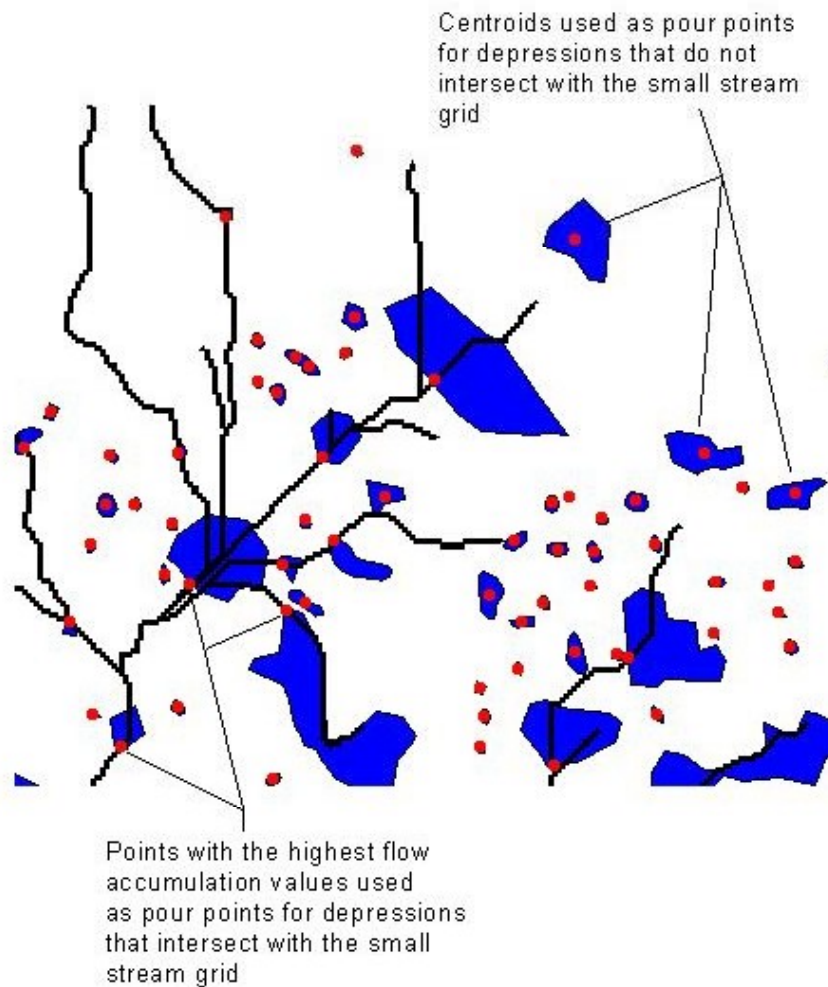 Centroids used as pour points
for depressions that do not
intersect with the small stream
grid
Points with the highest flow
accumulation values used
as pour points for depressions
that intersect with the small
stream grid